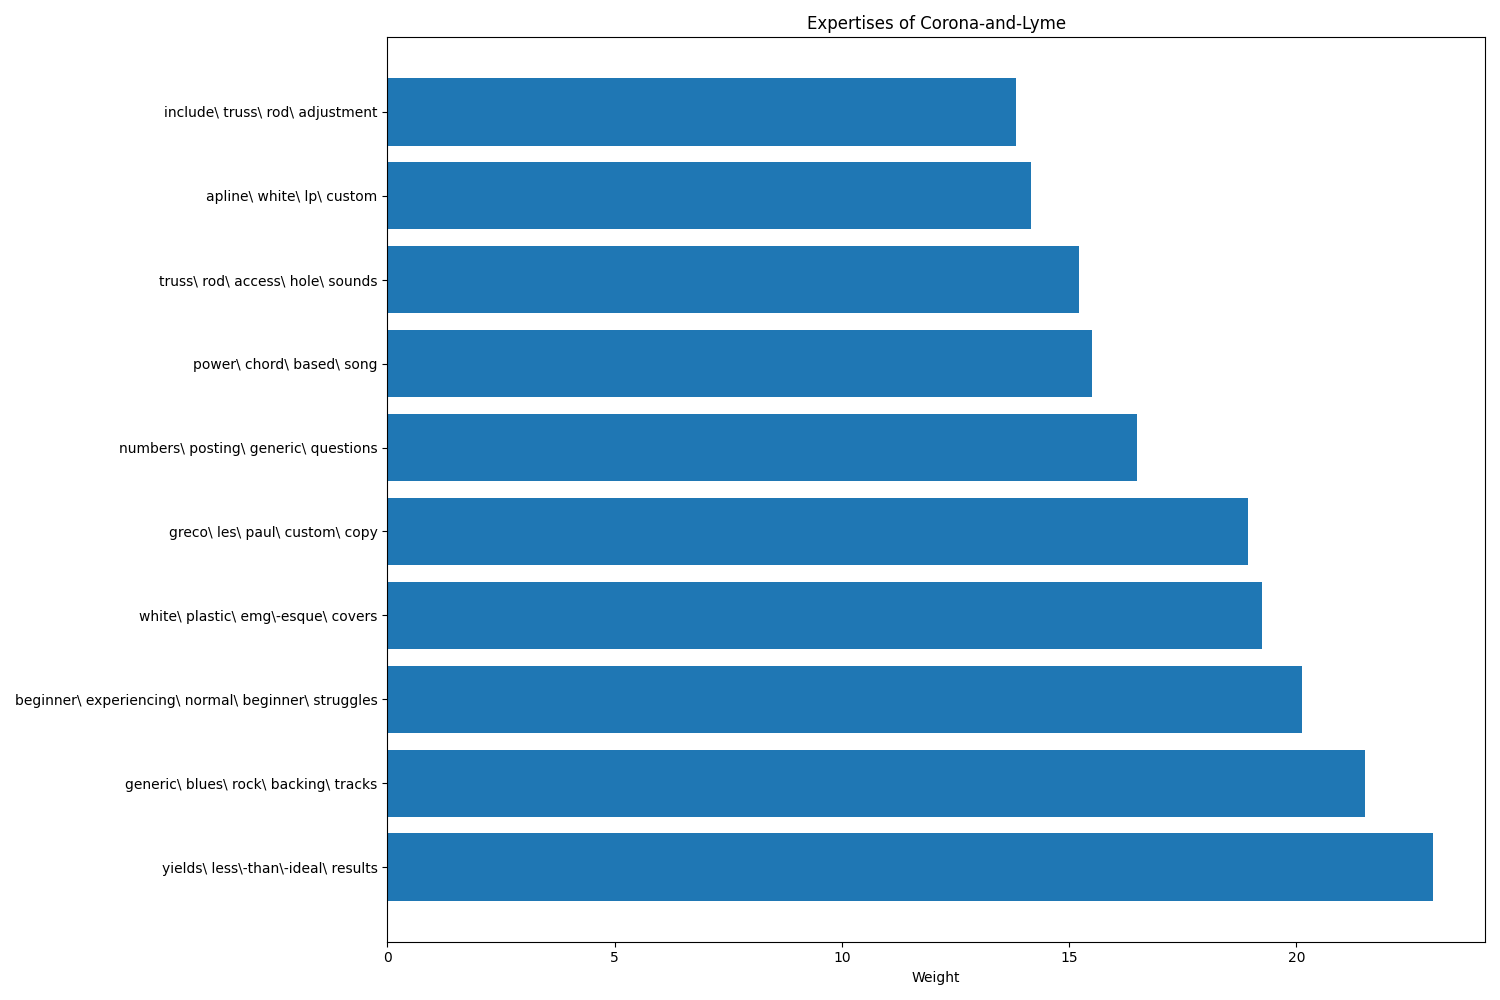 Expertises of Corona-and-Lyme
include\ truss\ rod\ adjustment
apline\ white\ lp\ custom
truss\ rod\ access\ hole\ sounds
power\ chord\ based\ song
numbers\ posting\ generic\ questions
greco\ les\ paul\ custom\ copy
white\ plastic\ emg\-esque\ covers
beginner\ experiencing\ normal\ beginner\ struggles
generic\ blues\ rock\ backing\ tracks
yields\ less\-than\-ideal\ results
0 5 10 15 20
Weight